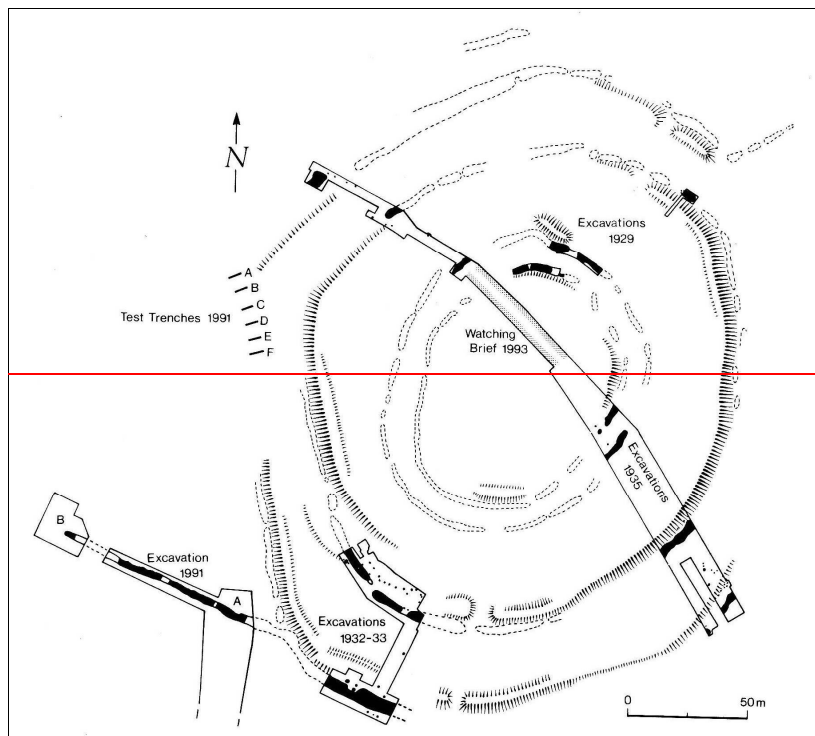 N
Excavations
1929
A
B
C
Test Trenches 1991
D
E
F
Watching
Brief 1993
Excavations
1935
B
Excavation
1991
A
Excavations
1932-33
0
50m